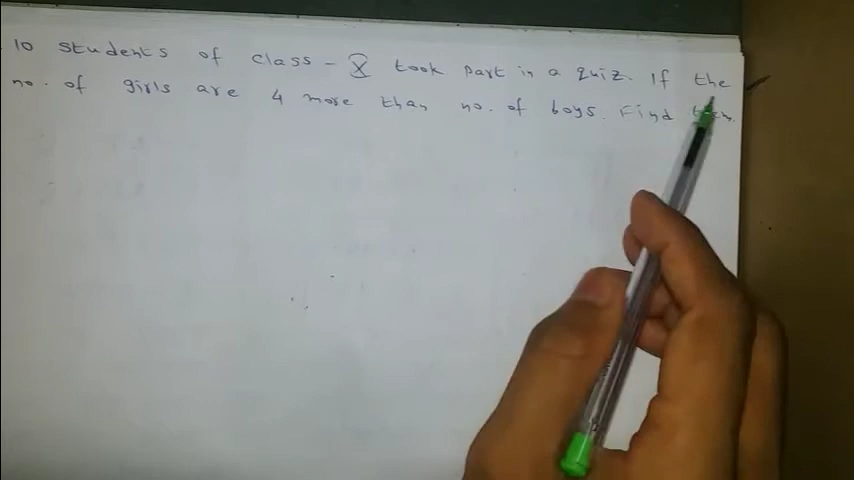 10 students of class - X took part in a quiz. If the
no. of girls are 4 more than no. of boys. Find